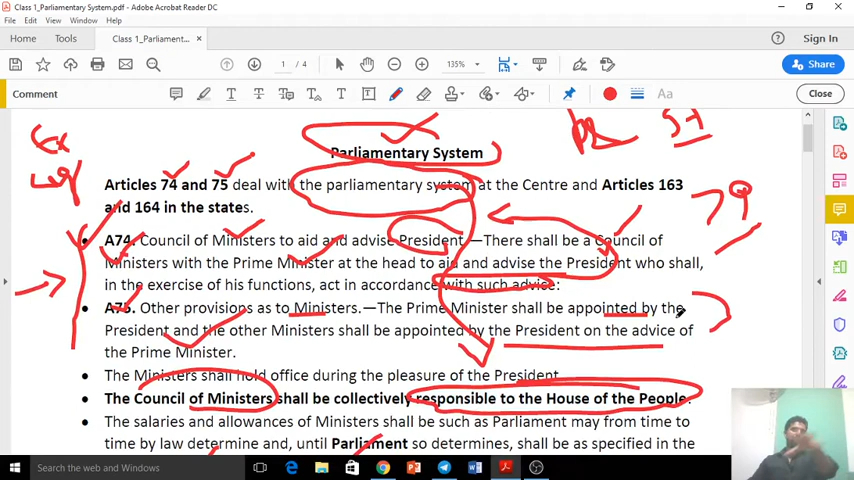 Class 1_Parliamentary System.pdf - Adobe Acrobat Reader DC
File Edit View Window Help
Home Tools Class 1_Parliament... × Sign In
1 / 4 135% Share
Comment Close
Parliamentary System
Articles 74 and 75 deal with the parliamentary system at the Centre and Articles 163
and 164 in the states.
A74. Council of Ministers to aid and advise President.—There shall be a Council of
Ministers with the Prime Minister at the head to aid and advise the President who shall,
in the exercise of his functions, act in accordance with such advice:
A75. Other provisions as to Ministers.—The Prime Minister shall be appointed by the
President and the other Ministers shall be appointed by the President on the advice of
the Prime Minister.
The Ministers shall hold office during the pleasure of the President.
The Council of Ministers shall be collectively responsible to the House of the People.
The salaries and allowances of Ministers shall be such as Parliament may from time to
time by law determine and, until Parliament so determines, shall be as specified in the
Type here to search